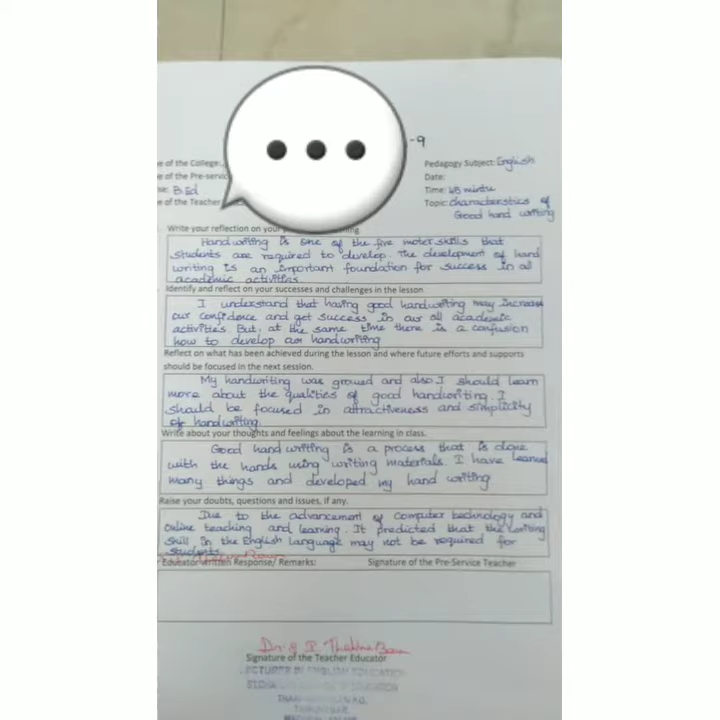 -9
e of the College:
Pedagogy Subject: English
e of the Pre-servic
Date:
e: B.Ed
Time: 45 mintu
e of the Teacher
Topic: characteristics of
Good hand writing
Write your reflection on your
Handwriting is one of the five moter skills that
students are required to develop. The development of hand
writing is an important foundation for success in all
academic activities
Identify and reflect on your successes and challenges in the lesson
I understand that having good handwriting may increase
our confidence and get success in our all academic
activities. But, at the same time there is a confusion
how to develop our handwriting
Reflect on what has been achieved during the lesson and where future efforts and supports
should be focused in the next session.
My handwriting was growed and also I should learn
more about the qualities of good handwriting. I
should be focused in attractiveness and simplicity
of handwriting.
Write about your thoughts and feelings about the learning in class.
Good hand writing is a process that is done
with the hands using writing materials. I have learned
many things and developed my hand writing
Raise your doubts, questions and issues, if any.
Due to the advancement of computer technology and
Online teaching and learning. It predicted that the writing
skill in the English Language may not be required for
students.
Educator written Response/ Remarks:
Signature of the Pre-Service Teacher
Signature of the Teacher Educator
ECTURER IN ENGLISH EDUCATION
OF EDUCATION